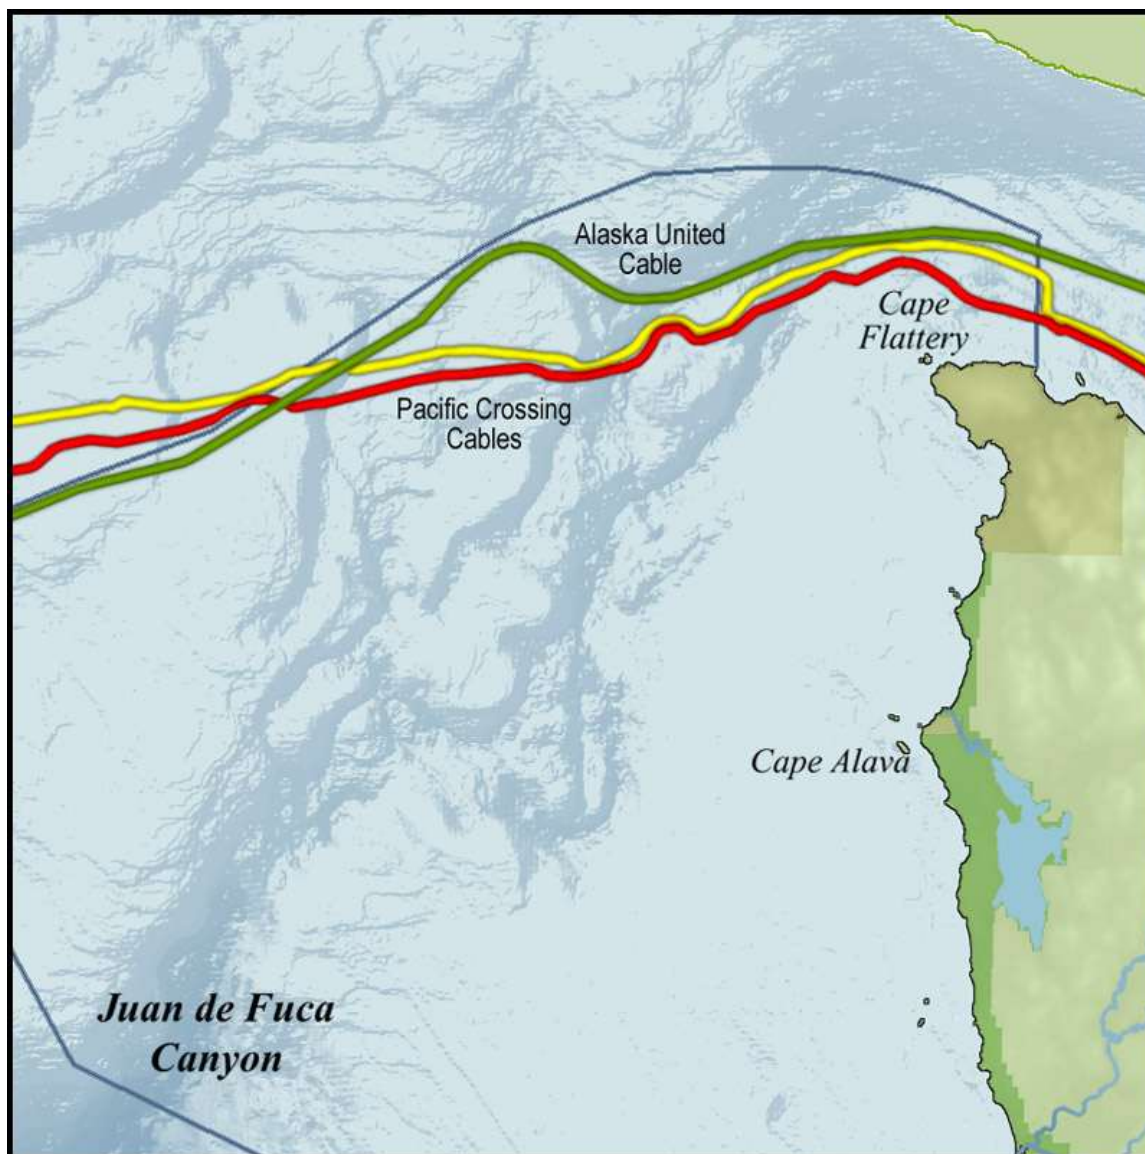 Alaska United
Cable
Cape
Flattery
Pacific Crossing
Cables
Cape Alava
Juan de Fuca
Canyon